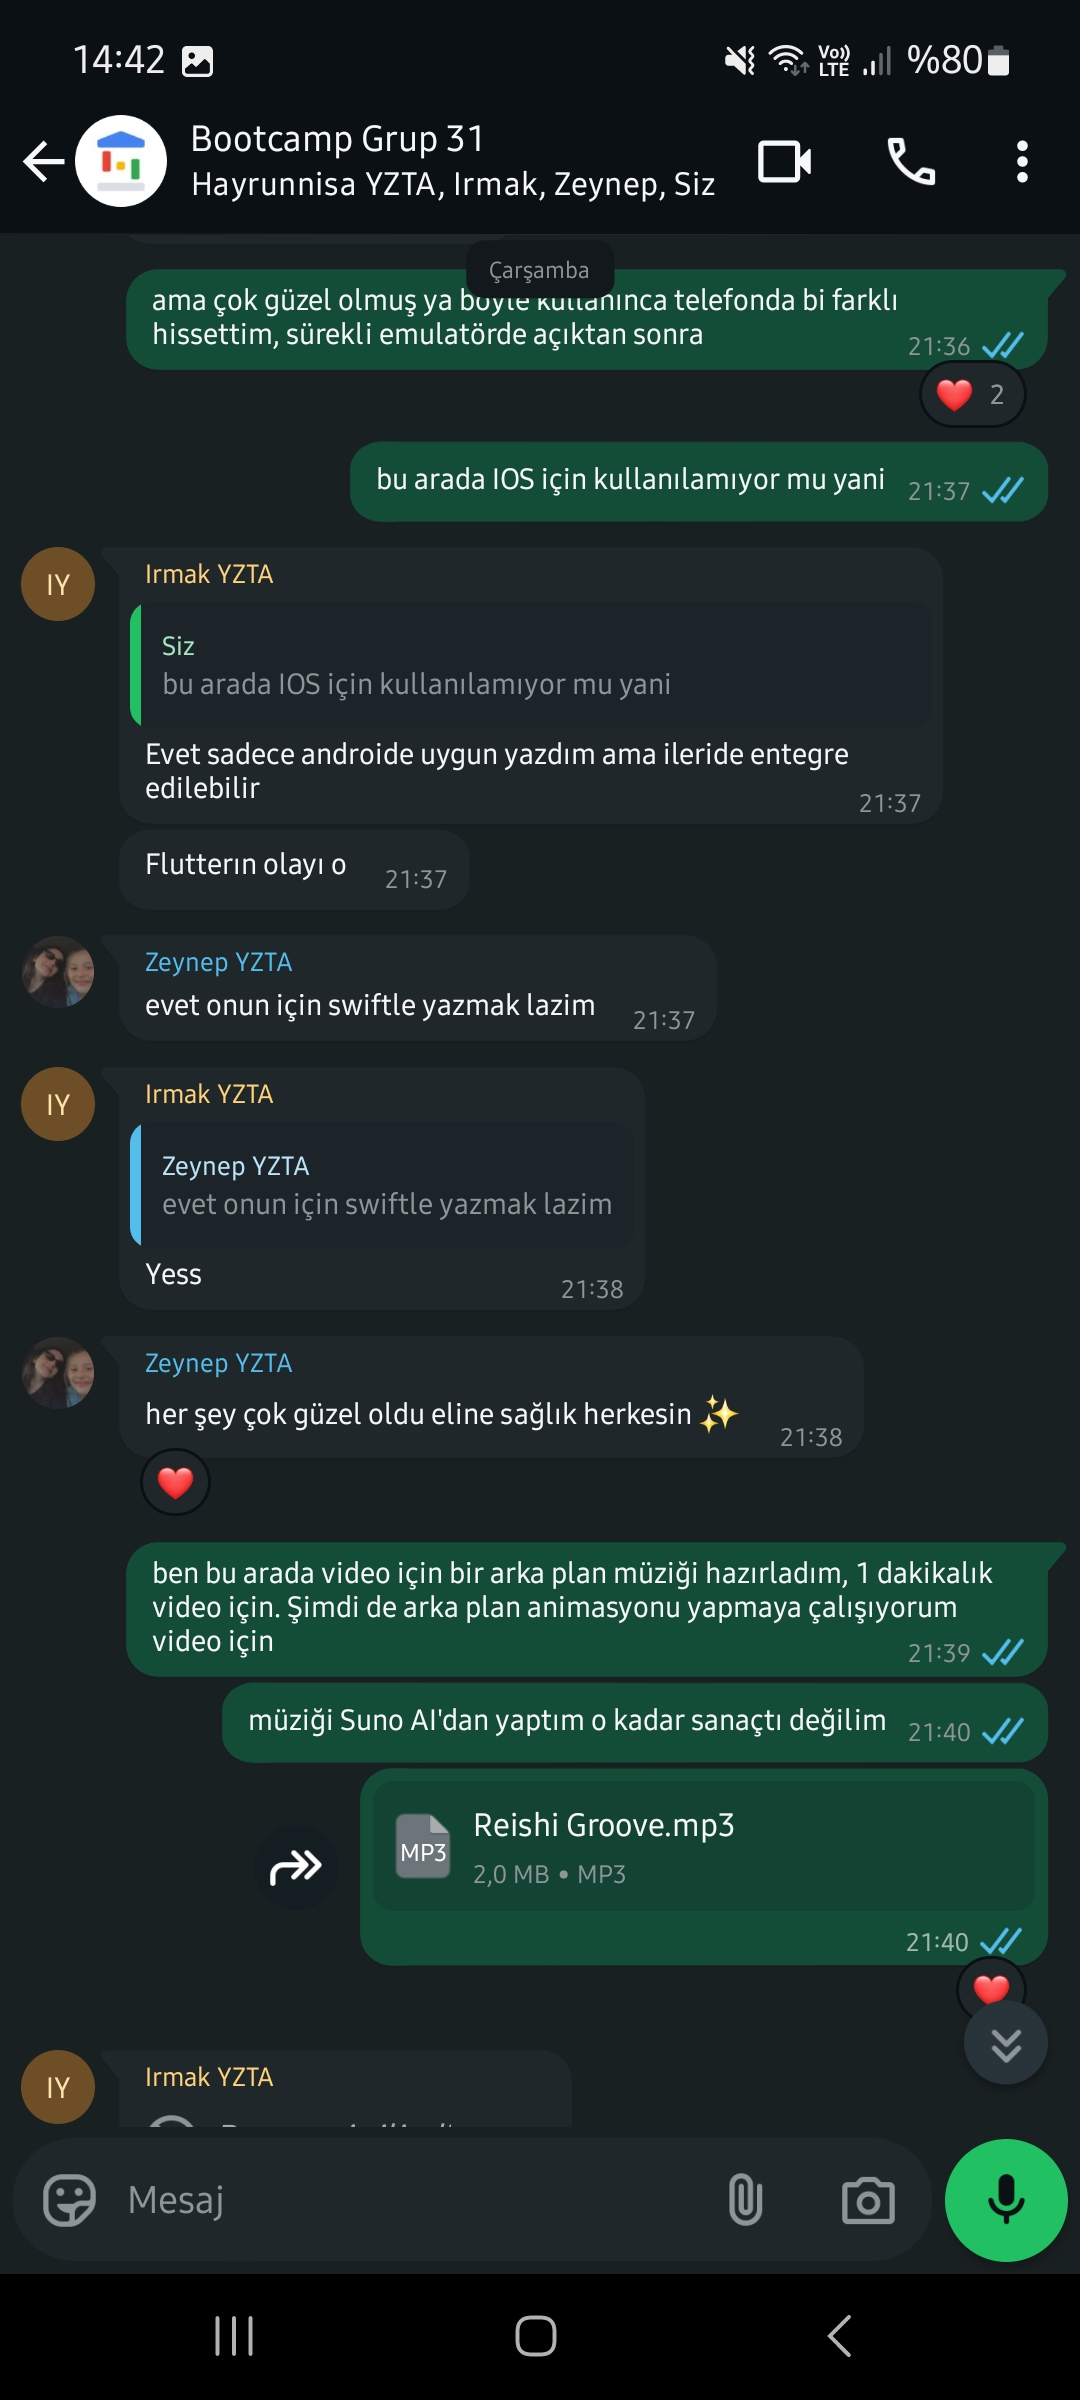 14:42
Vo)) LTE
%80
Bootcamp Grup 31
Hayrunnisa YZTA, Irmak, Zeynep, Siz
Çarşamba
ama çok güzel olmuş ya böyle kullanınca telefonda bi farklı
hissettim, sürekli emulatörde açıktan sonra
21:36
2
bu arada IOS için kullanılamıyor mu yani
21:37
IY
Irmak YZTA
Siz
bu arada IOS için kullanılamıyor mu yani
Evet sadece androide uygun yazdım ama ileride entegre
edilebilir
21:37
Flutterın olayı o
21:37
Zeynep YZTA
evet onun için swiftle yazmak lazim
21:37
IY
Irmak YZTA
Zeynep YZTA
evet onun için swiftle yazmak lazim
Yess
21:38
Zeynep YZTA
her şey çok güzel oldu eline sağlık herkesin ✨
21:38
ben bu arada video için bir arka plan müziği hazırladım, 1 dakikalık
video için. Şimdi de arka plan animasyonu yapmaya çalışıyorum
video için
21:39
müziği Suno AI'dan yaptım o kadar sanaçtı değilim
21:40
MP3
Reishi Groove.mp3
2,0 MB • MP3
21:40
IY
Irmak YZTA
Mesaj